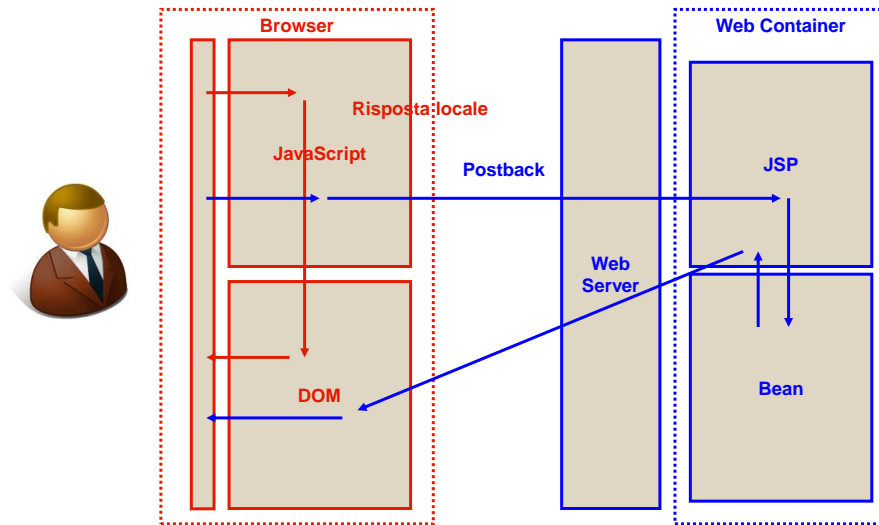 Browser
Web Container
Risposta locale
JavaScript
Postback
JSP
Web
Server
DOM
Bean